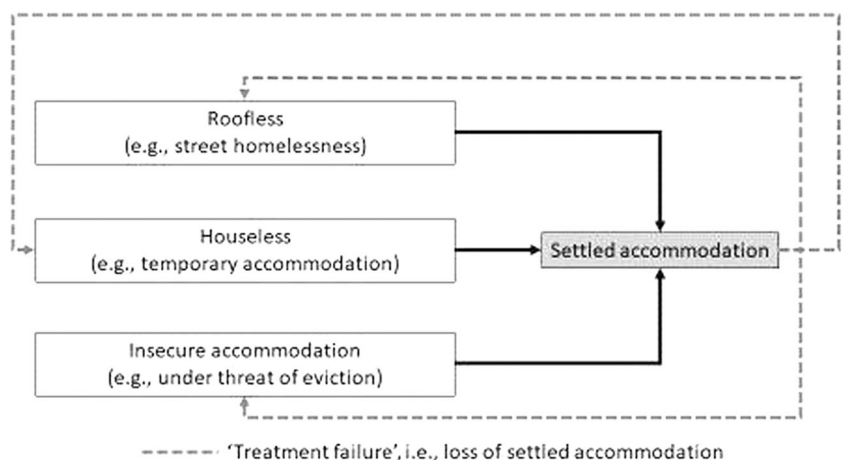 Roofless
(e.g., street homelessness)
Houseless
(e.g., temporary accommodation)
Settled accommodation
Insecure accommodation
(e.g., under threat of eviction)
‘Treatment failure’, i.e., loss of settled accommodation